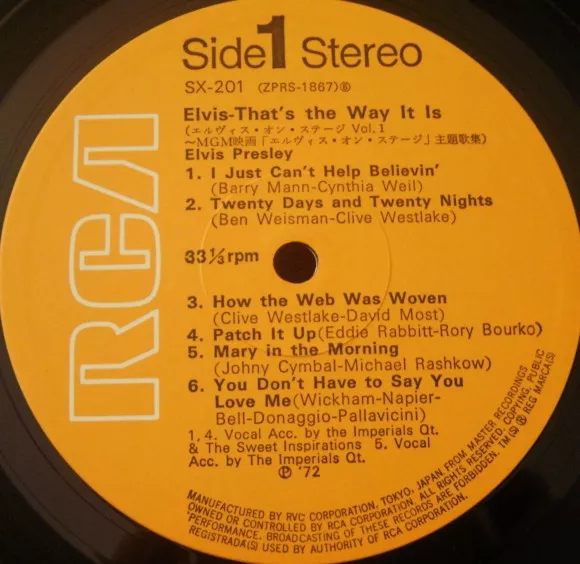 Side 1 Stereo
SX-201 (ZPRS-1867)Ⓑ
Elvis-That's the Way It Is
(エルヴィス・オン・ステージ Vol.1
〜MGM映画「エルヴィス・オン・ステージ」主題歌集)
Elvis Presley
1. I Just Can't Help Believin'
(Barry Mann-Cynthia Weil)
2. Twenty Days and Twenty Nights
(Ben Weisman-Clive Westlake)
33⅓rpm
3. How the Web Was Woven
(Clive Westlake-David Most)
4. Patch It Up(Eddie Rabbitt-Rory Bourko)
5. Mary in the Morning
(Johny Cymbal-Michael Rashkow)
6. You Don't Have to Say You
Love Me(Wickham-Napier-
Bell-Donaggio-Pallavicini)
1.4. Vocal Acc. by the Imperials Qt.
& The Sweet Inspirations 5. Vocal
Acc. by The Imperials Qt.
Ⓟ '72
RCA
MANUFACTURED BY RVC CORPORATION, TOKYO, JAPAN, FROM MASTER RECORDINGS
OWNED OR CONTROLLED BY RCA CORPORATION. ALL RIGHTS RESERVED, COPYING, PUBLIC
PERFORMANCE, BROADCASTING OF THESE RECORDS ARE FORBIDDEN. TM(S) ® REG MARCA(S)
REGISTRADA(S) USED BY AUTHORITY OF RCA CORPORATION.